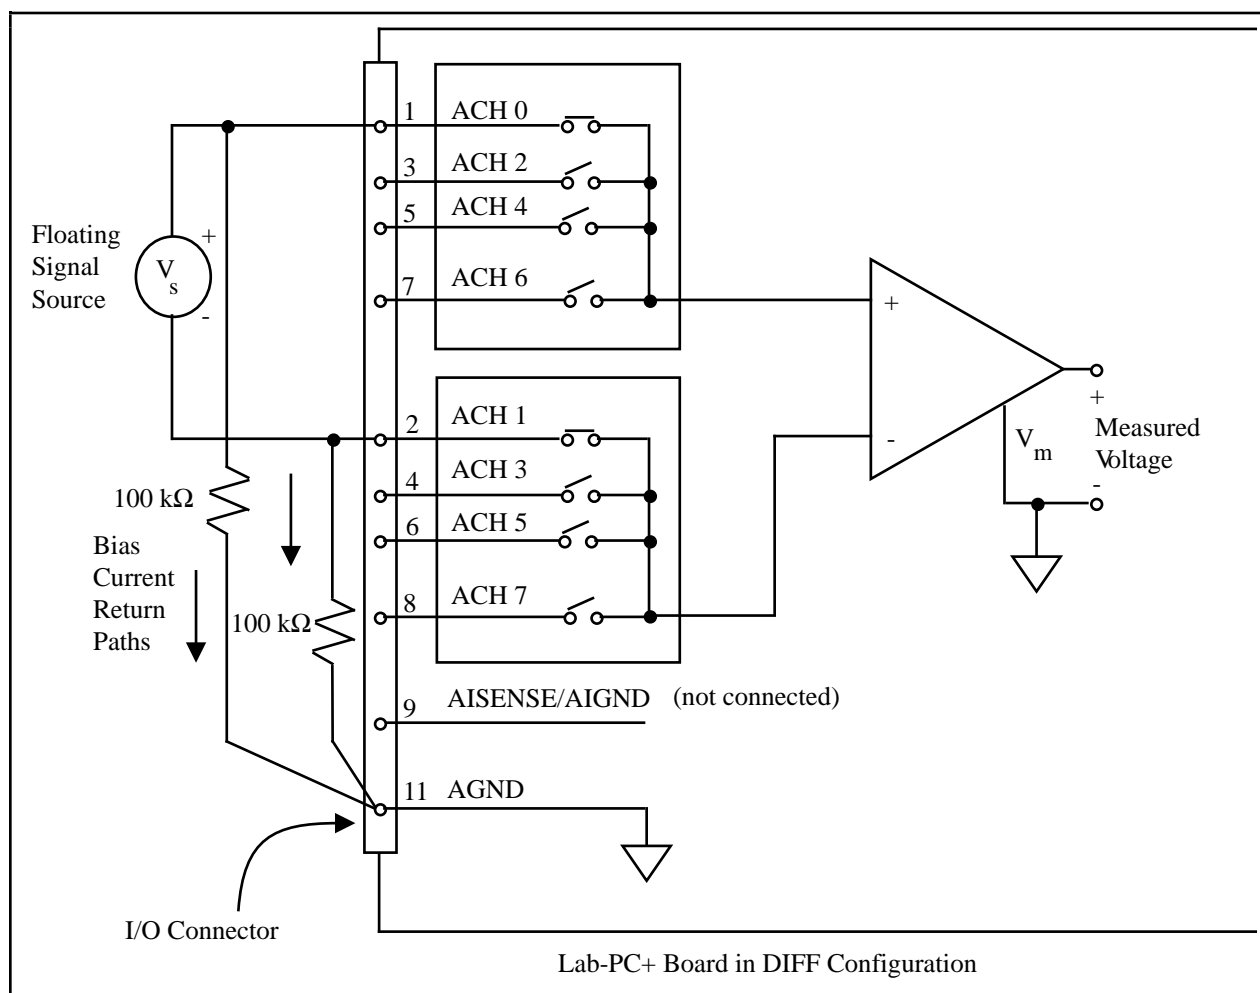 1 ACH 0
3 ACH 2
5 ACH 4
7 ACH 6
Floating
Signal
Source
+
V
s
-
+
-
+
Measured
Voltage
-
V
m
2 ACH 1
4 ACH 3
6 ACH 5
8 ACH 7
100 kΩ
Bias
Current
Return
Paths
100 kΩ
9 AISENSE/AIGND (not connected)
11 AGND
I/O Connector
Lab-PC+ Board in DIFF Configuration